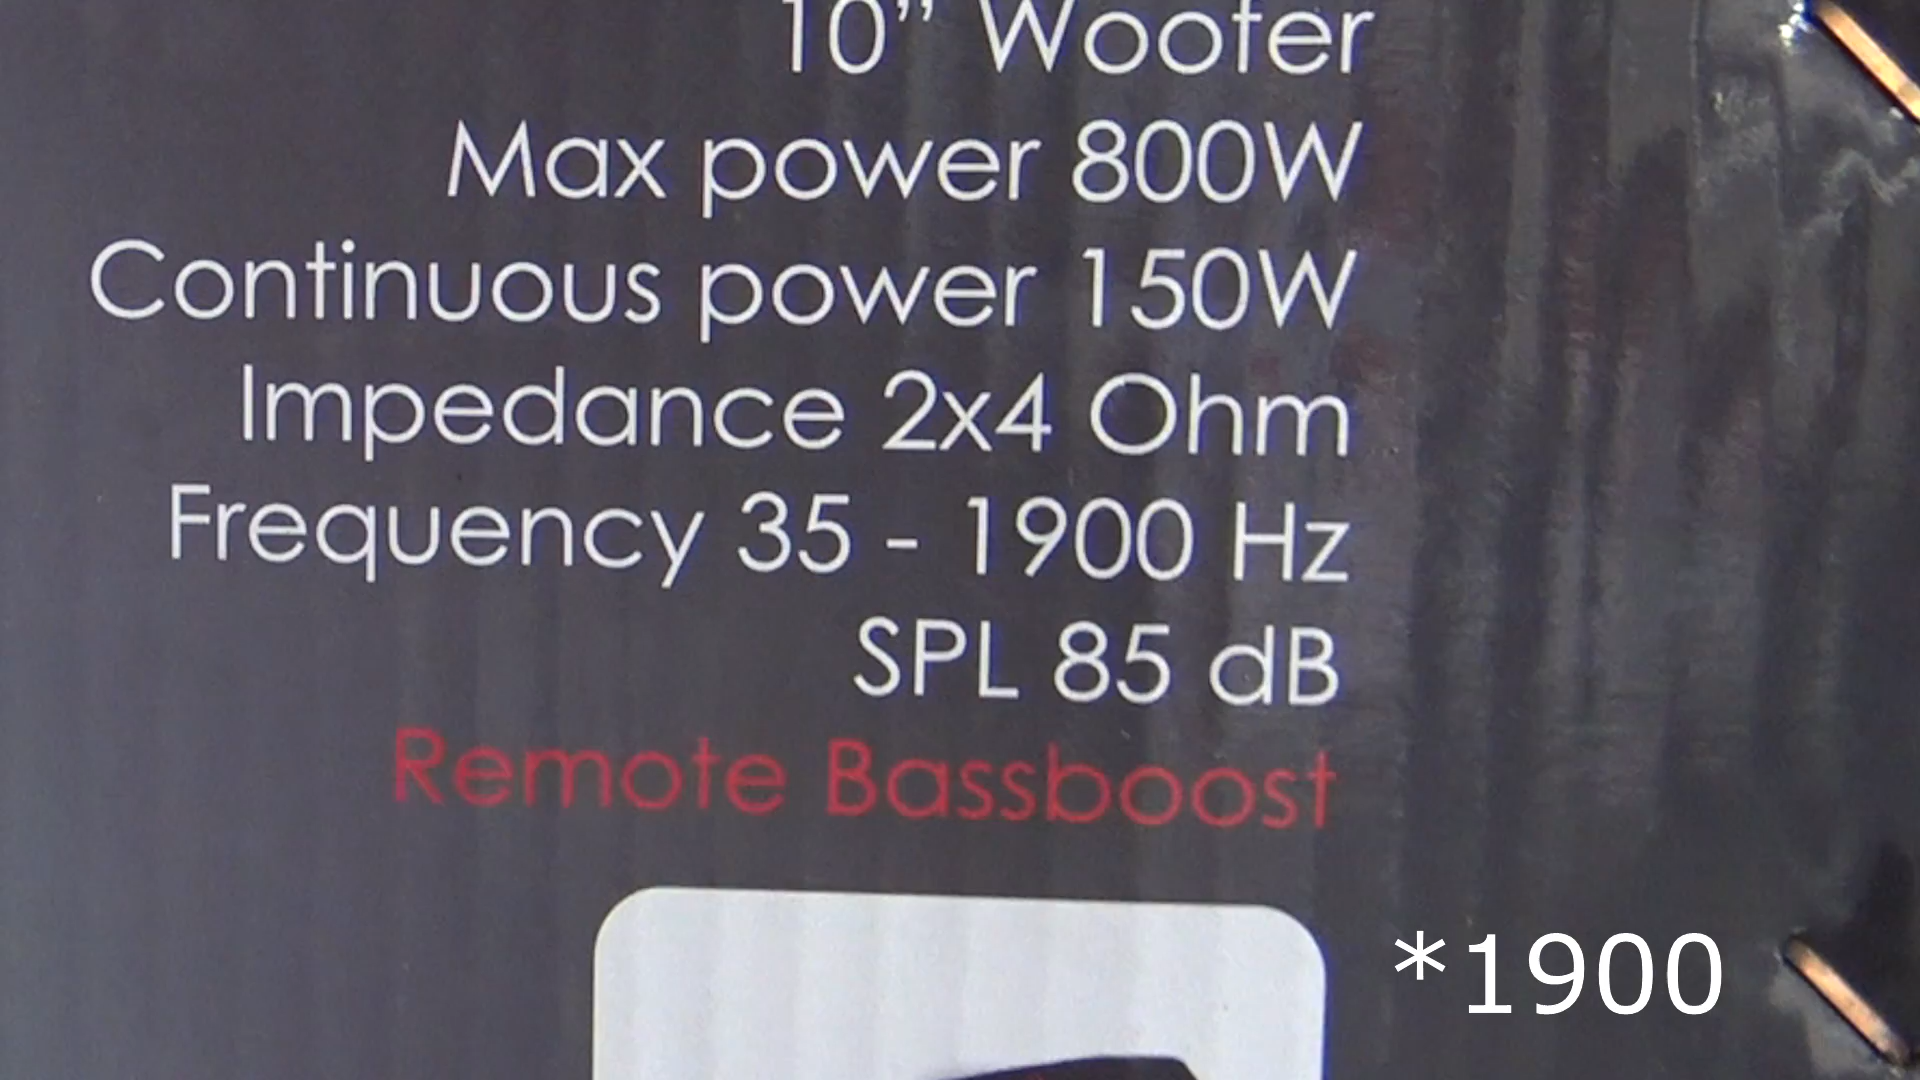 10” Woofer
Max power 800W
Continuous power 150W
Impedance 2x4 Ohm
Frequency 35 - 1900 Hz
SPL 85 dB
Remote Bassboost
*1900